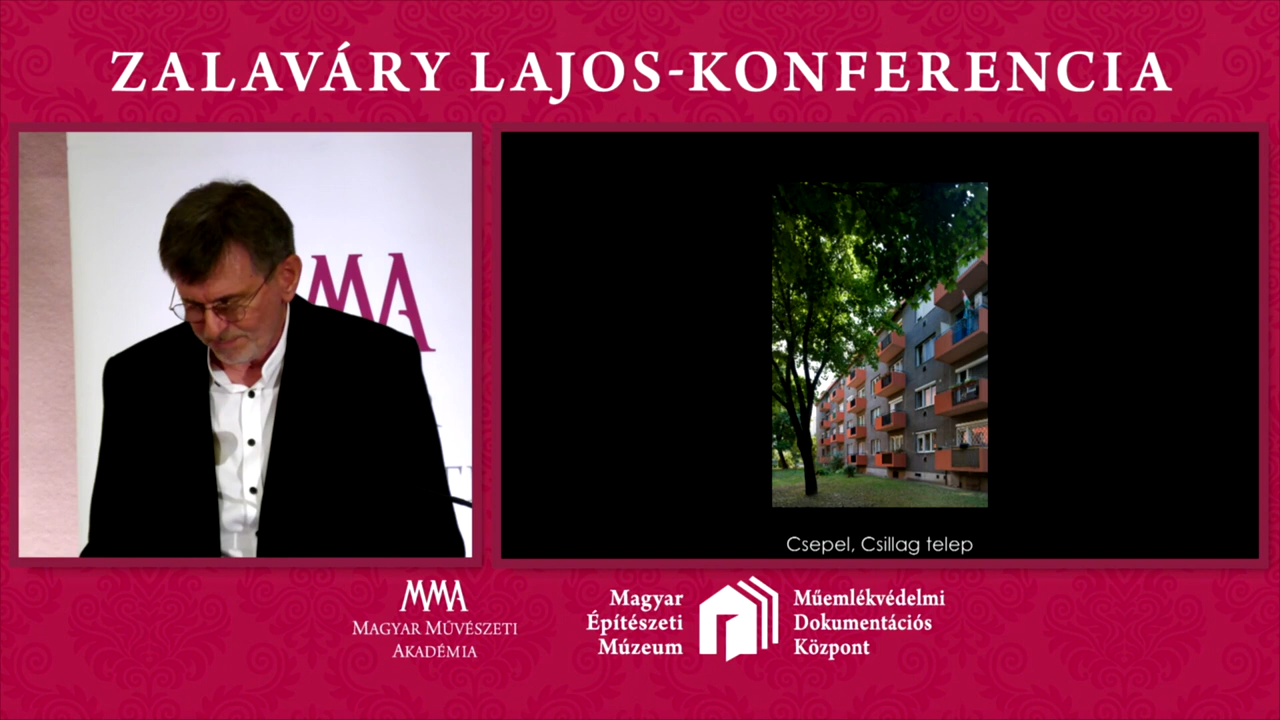 ZALAVÁRY LAJOS-KONFERENCIA
MMA
Csepel, Csillag telep
MMA
MAGYAR MŰVÉSZETI
AKADÉMIA
Magyar
Építészeti
Múzeum
Műemlékvédelmi
Dokumentációs
Központ